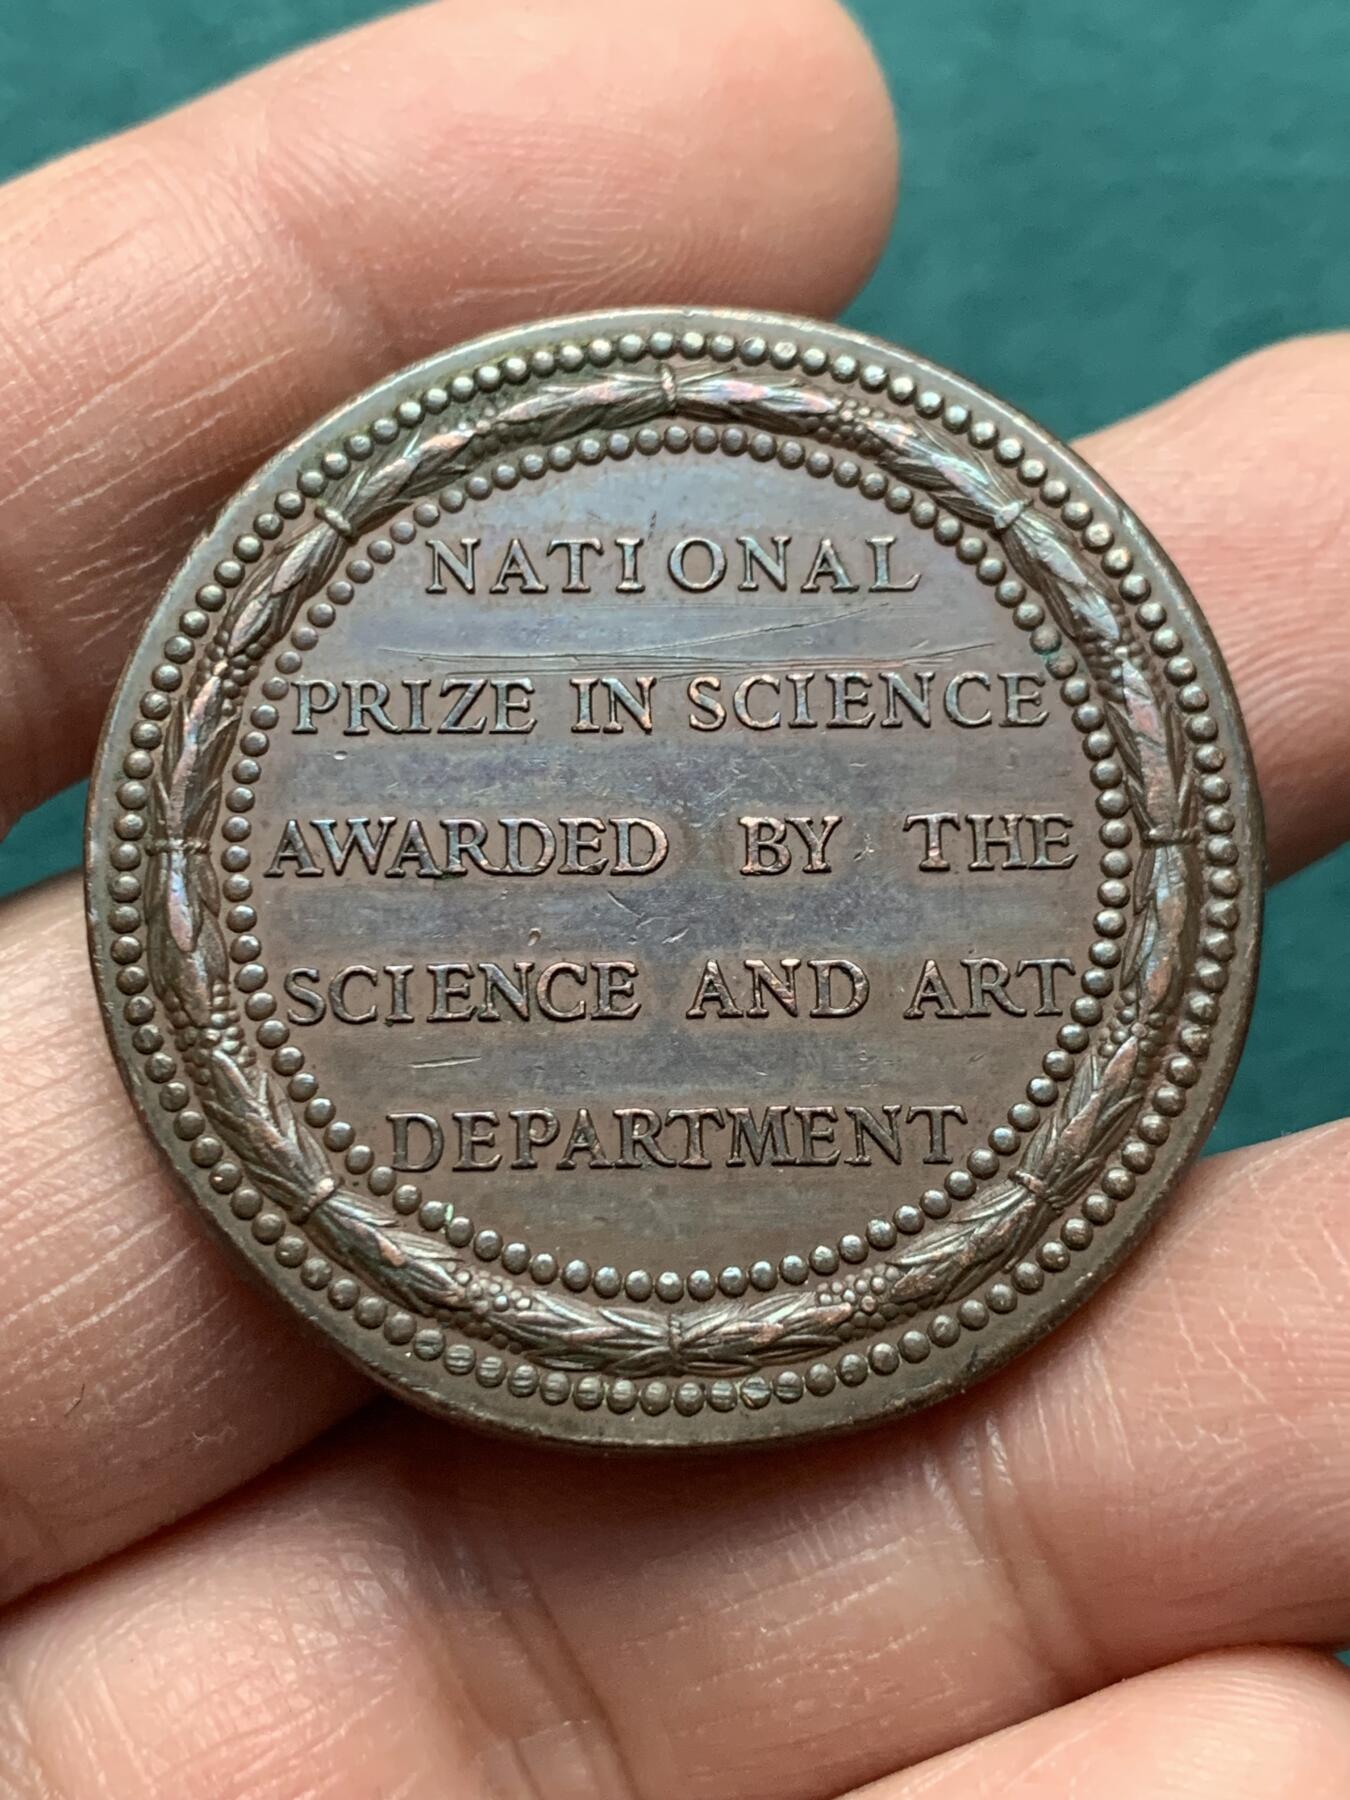 NATIONAL
PRIZE IN SCIENCE
AWARDED BY THE
SCIENCE AND ART
DEPARTMENT